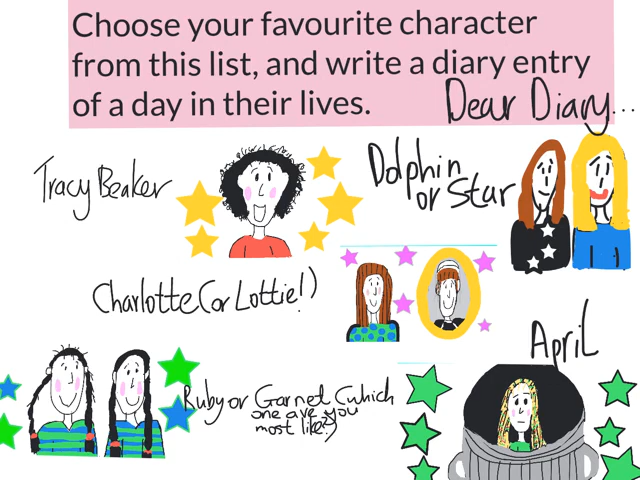 Choose your favourite character
from this list, and write a diary entry
of a day in their lives.
Dear Diary...
Tracy Beaker
Dolphin
or Star
Charlotte (or Lottie!)
April
Ruby or Garnet (which
one are you
most like?)